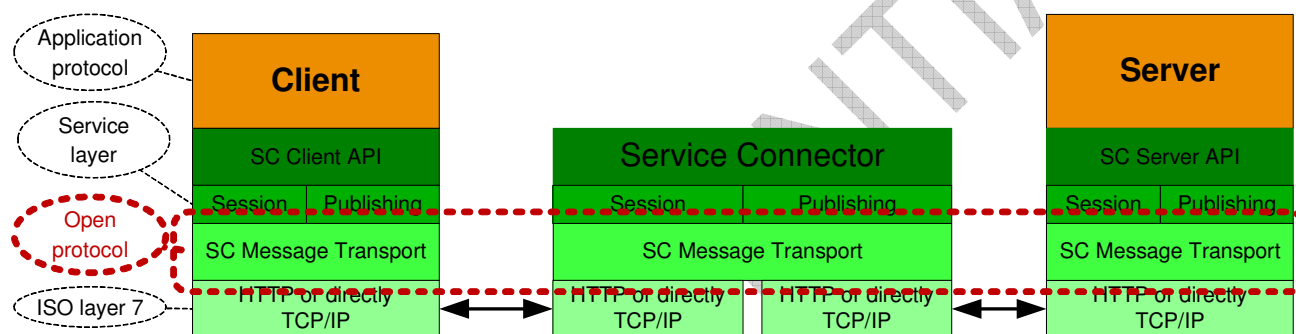 Application
protocol
Service
layer
Open
protocol
ISO layer 7
Client
SC Client API
Session
Publishing
SC Message Transport
HTTP or directly
TCP/IP
Service Connector
Session
Publishing
SC Message Transport
HTTP or directly
TCP/IP
HTTP or directly
TCP/IP
Server
SC Server API
Session
Publishing
SC Message Transport
HTTP or directly
TCP/IP